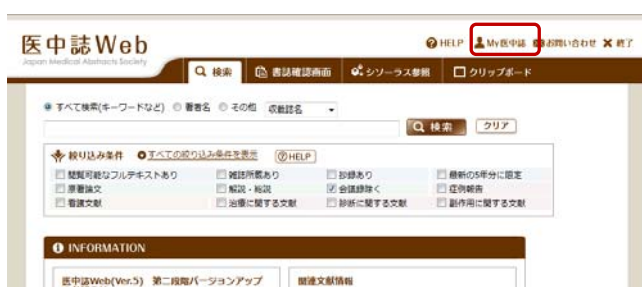 医中誌Web
Japan Medical Abstracts Society
HELP My医中誌 お問い合わせ 終了
検索 書誌確認画面 シソーラス参照 クリップボード
すべて検索(キーワードなど) 著者名 その他 収載誌名
検索 クリア
絞り込み条件 すべての絞り込み条件を表示 HELP
閲覧可能なフルテキストあり 雑誌所蔵あり 抄録あり 最新の5年分に限定
原著論文 解説・総説 会議録除く 症例報告
看護文献 治療に関する文献 診断に関する文献 副作用に関する文献
INFORMATION
医中誌Web(Ver.5) 第二段階バージョンアップ 関連文献情報